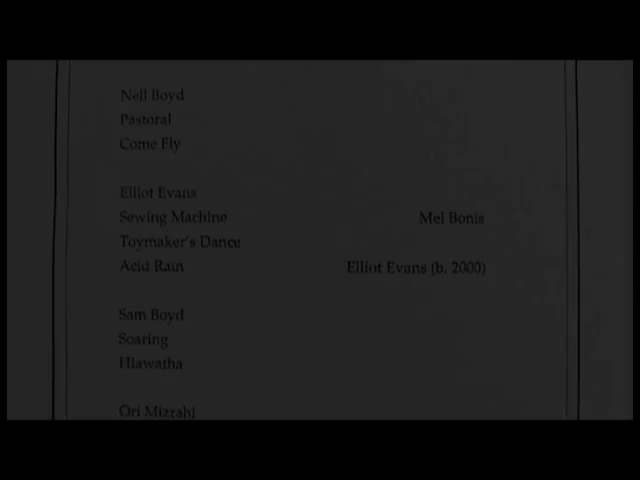 Nell Boyd
Pastoral
Come Fly
Elliot Evans
Sewing Machine Mel Bonis
Toymaker's Dance
Acid Rain Elliot Evans (b. 2000)
Sam Boyd
Soaring
Hiawatha
Ori Mizrahi